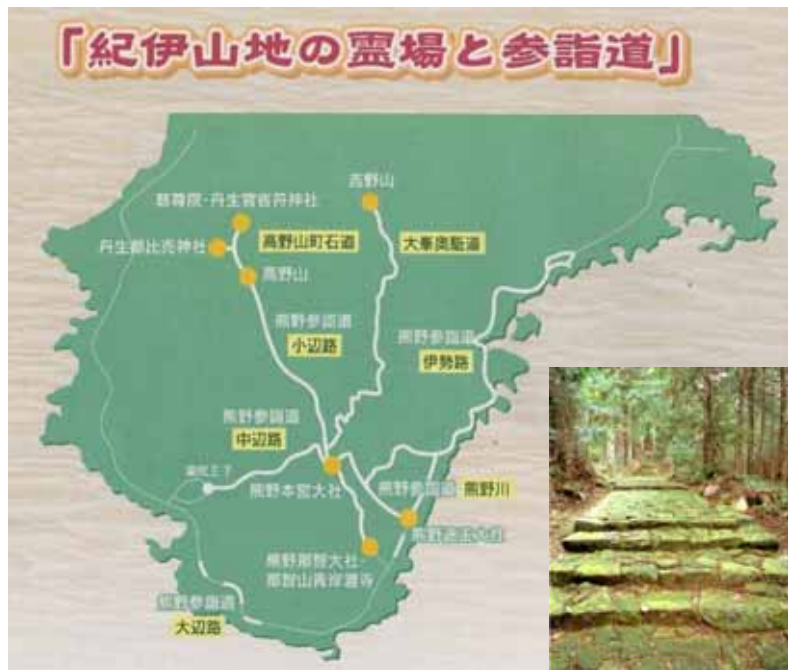 「紀伊山地の霊場と参詣道」
吉野山
慈尊院・丹生官省符神社
高野山町石道
大峯奥駈道
丹生都比売神社
高野山
熊野参詣道
小辺路
熊野参詣道
伊勢路
熊野参詣道
中辺路
熊野本宮大社
熊野参詣道 熊野川
熊野速玉大社
熊野那智大社
那智山青岸渡寺
熊野参詣道
大辺路